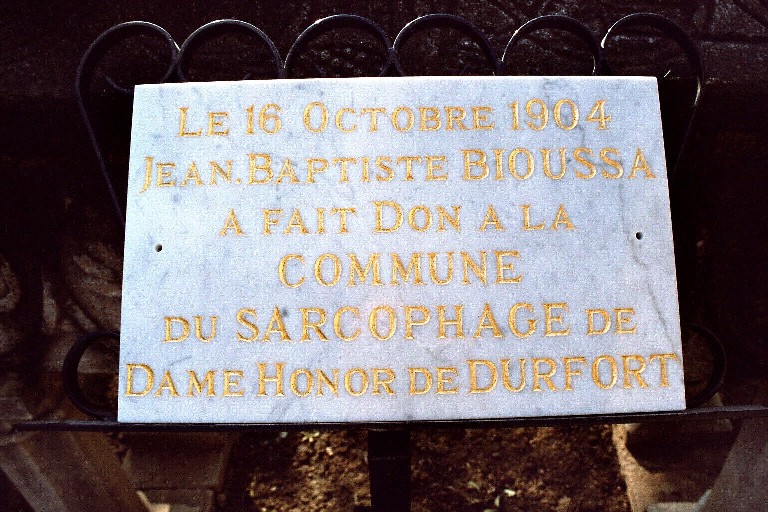 LE 16 OCTOBRE 1904
JEAN. BAPTISTE BIOUSSA
A FAIT DON A LA
COMMUNE
DU SARCOPHAGE DE
DAME HONOR DE DURFORT